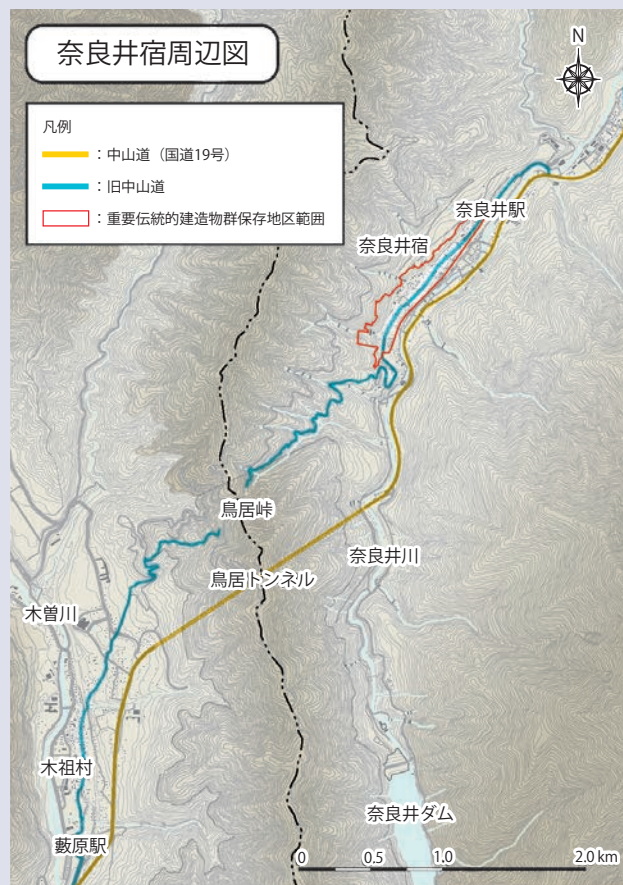 奈良井宿周辺図
N
凡例
：中山道（国道19号）
：旧中山道
：重要伝統的建造物群保存地区範囲
奈良井駅
奈良井宿
鳥居峠
奈良井川
鳥居トンネル
木曽川
木祖村
奈良井ダム
藪原駅
0 0.5 1.0 2.0 km